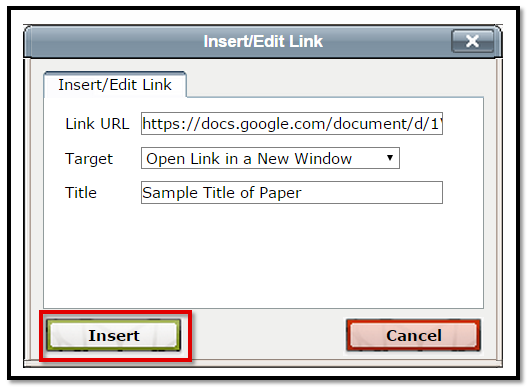 Insert/Edit Link
Insert/Edit Link
Link URL https://docs.google.com/document/d/1
Target Open Link in a New Window
Title Sample Title of Paper
Insert Cancel